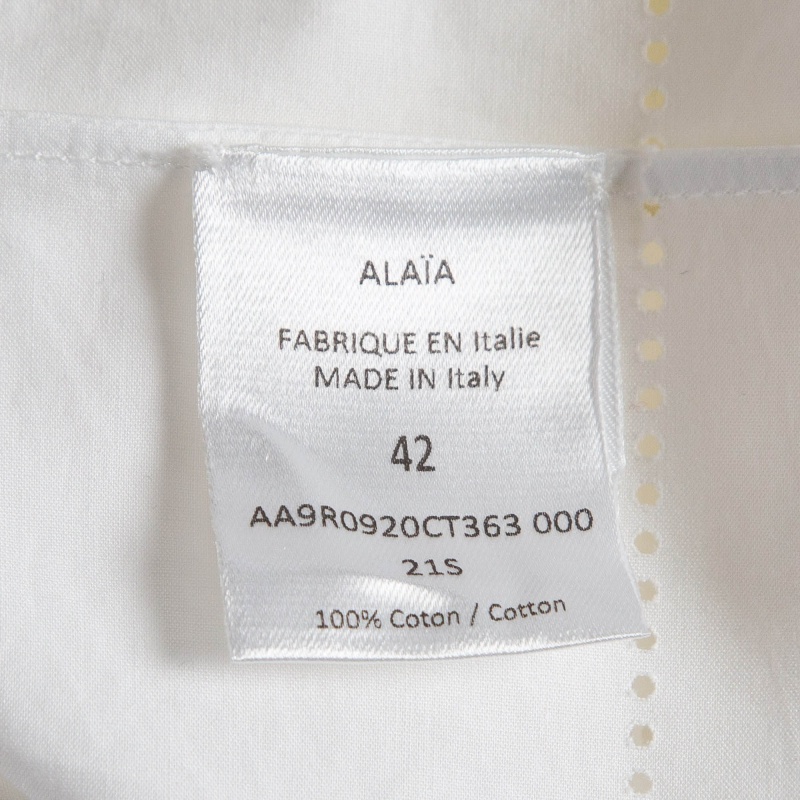 ALAÏA
FABRIQUE EN Italie
MADE IN Italy
42
AA9R0920CT363 000
21S
100% Coton / Cotton